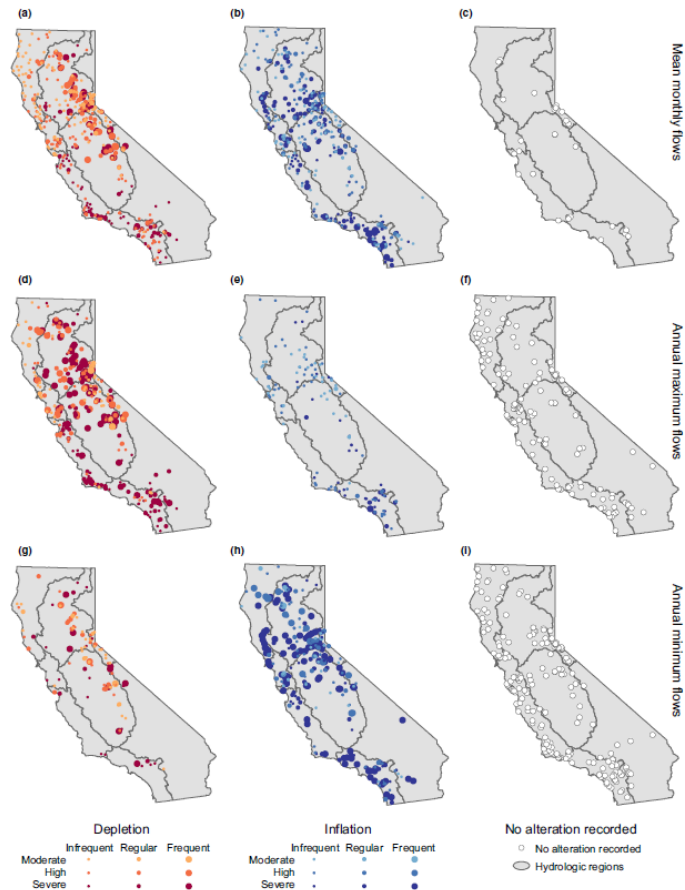 (a)
(b)
(c)
Mean monthly flows
(d)
(e)
(f)
Annual maximum flows
(g)
(h)
(i)
Annual minimum flows
Depletion
Infrequent Regular Frequent
Moderate
High
Severe
Inflation
Infrequent Regular Frequent
Moderate
High
Severe
No alteration recorded
No alteration recorded
Hydrologic regions